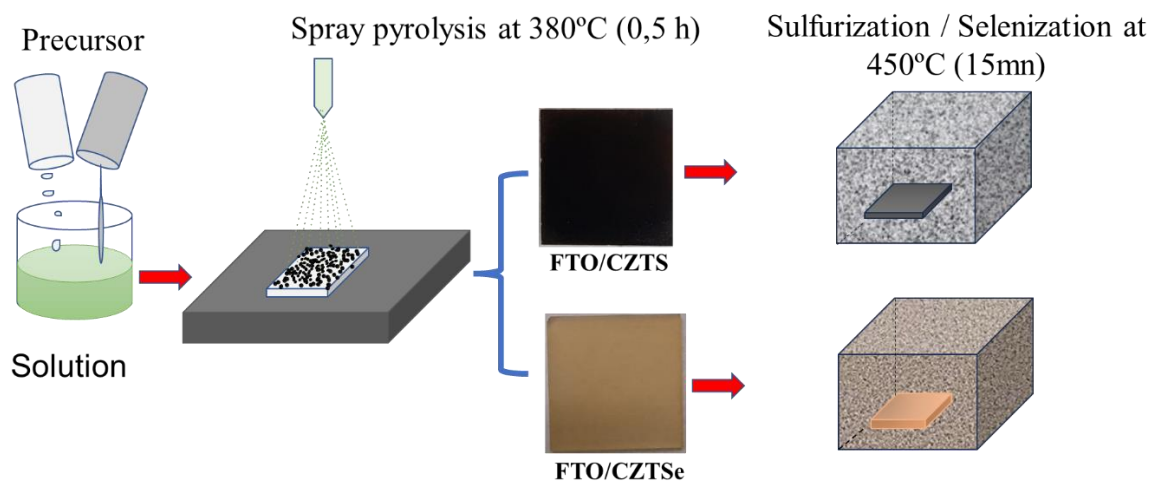 Precursor
Spray pyrolysis at 380ºC (0,5 h)
Sulfurization / Selenization at
450ºC (15mn)
FTO/CZTS
Solution
FTO/CZTSe